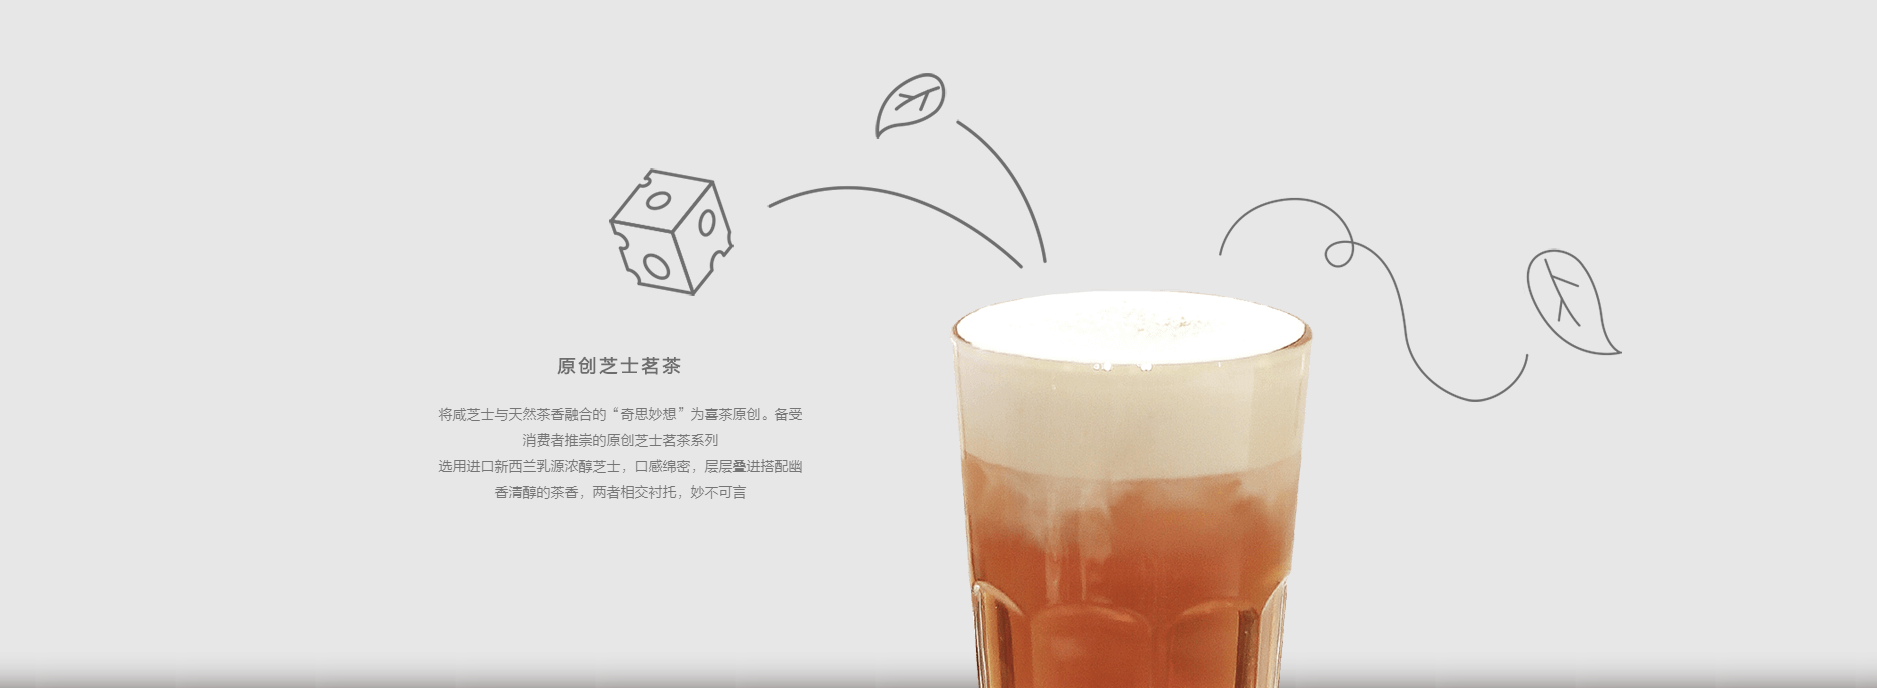 原创芝士茗茶
将咸芝士与天然茶香融合的“奇思妙想”为喜茶原创。备受
消费者推崇的原创芝士茗茶系列
选用进口新西兰乳源浓醇芝士，口感绵密，层层叠进搭配幽
香清醇的茶香，两者相交衬托，妙不可言